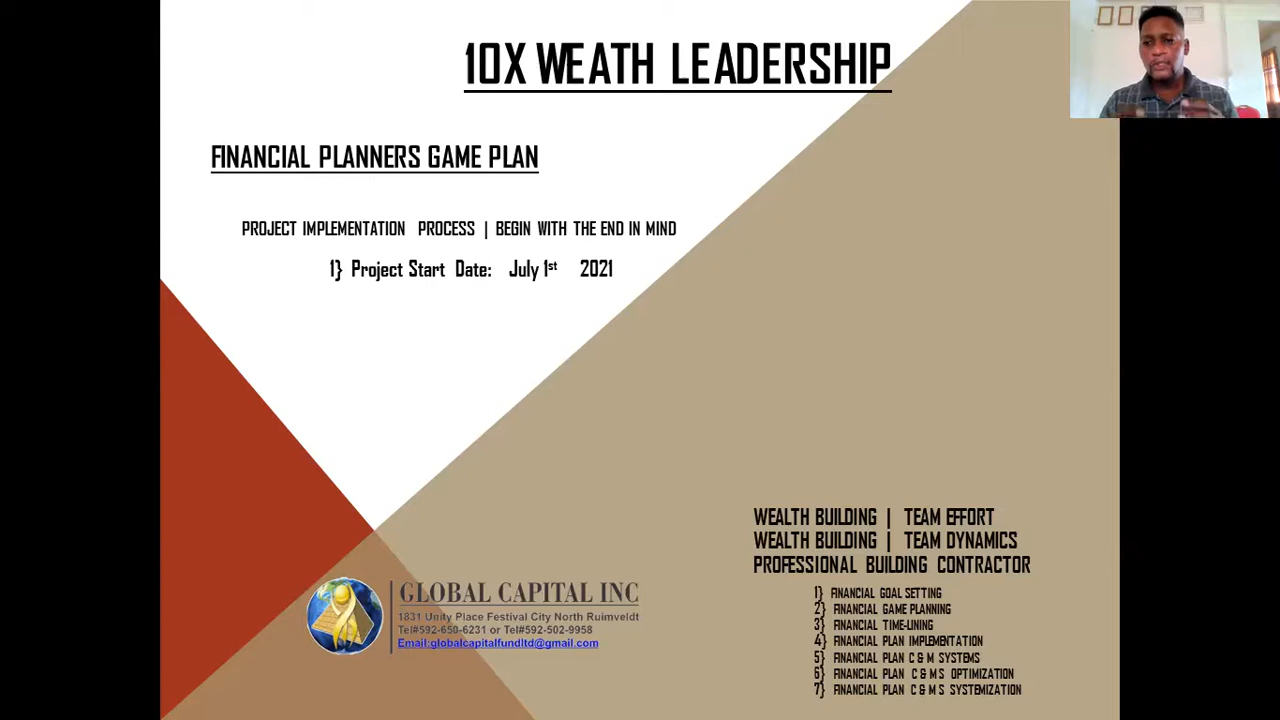 10X WEATH LEADERSHIP
FINANCIAL PLANNERS GAME PLAN
PROJECT IMPLEMENTATION PROCESS | BEGIN WITH THE END IN MIND
1} Project Start Date: July 1st 2021
WEALTH BUILDING | TEAM EFFORT
WEALTH BUILDING | TEAM DYNAMICS
PROFESSIONAL BUILDING CONTRACTOR
1} FINANCIAL GOAL SETTING
2} FINANCIAL GAME PLANNING
3} FINANCIAL TIME-LINING
4} FINANCIAL PLAN IMPLEMENTATION
5} FINANCIAL PLAN C & M SYSTEMS
6} FINANCIAL PLAN C & M S OPTIMIZATION
7} FINANCIAL PLAN C & M S SYSTEMIZATION
GLOBAL CAPITAL INC
1831 Unity Place Festival City North Ruimveldt
Tel#592-650-6231 or Tel#592-502-9958
Email:globalcapitalfundltd@gmail.com